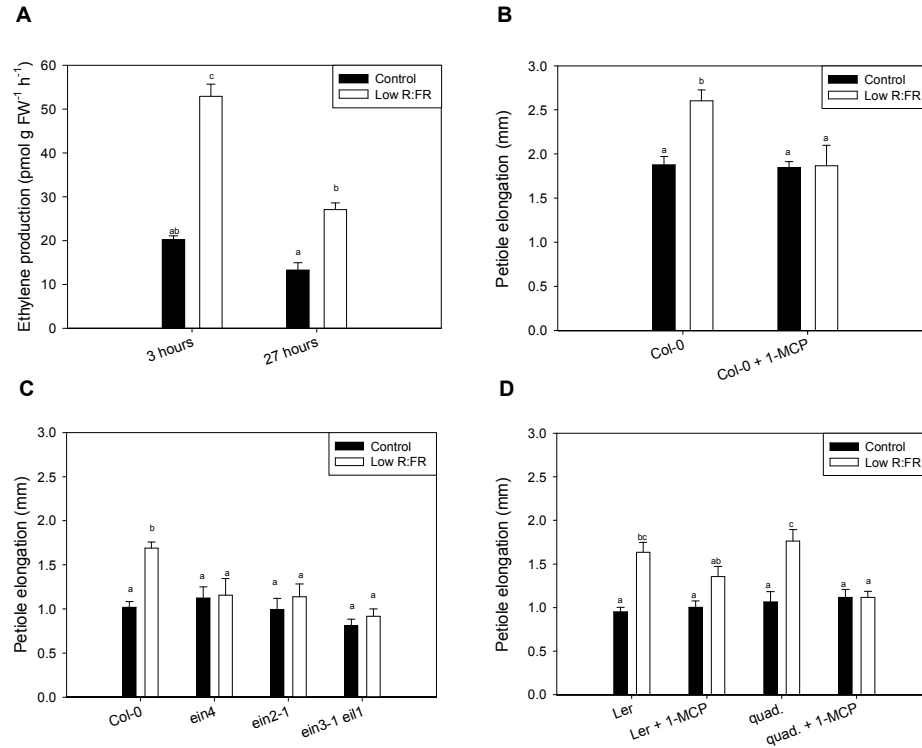 A
Ethylene production (pmol g FW⁻¹ h⁻¹)
60
50
40
30
20
10
0
Control
Low R:FR
ab
c
a
b
3 hours
27 hours
B
Petiole elongation (mm)
3.0
2.5
2.0
1.5
1.0
0.5
0.0
Control
Low R:FR
a
b
a
a
Col-0
Col-0 + 1-MCP
C
Petiole elongation (mm)
3.0
2.5
2.0
1.5
1.0
0.5
0.0
Control
Low R:FR
a
b
a
a
a
a
a
a
Col-0
ein4
ein2-1
ein3-1 eil1
D
Petiole elongation (mm)
3.0
2.5
2.0
1.5
1.0
0.5
0.0
Control
Low R:FR
a
bc
a
ab
a
c
a
a
Ler
Ler + 1-MCP
quad.
quad. + 1-MCP